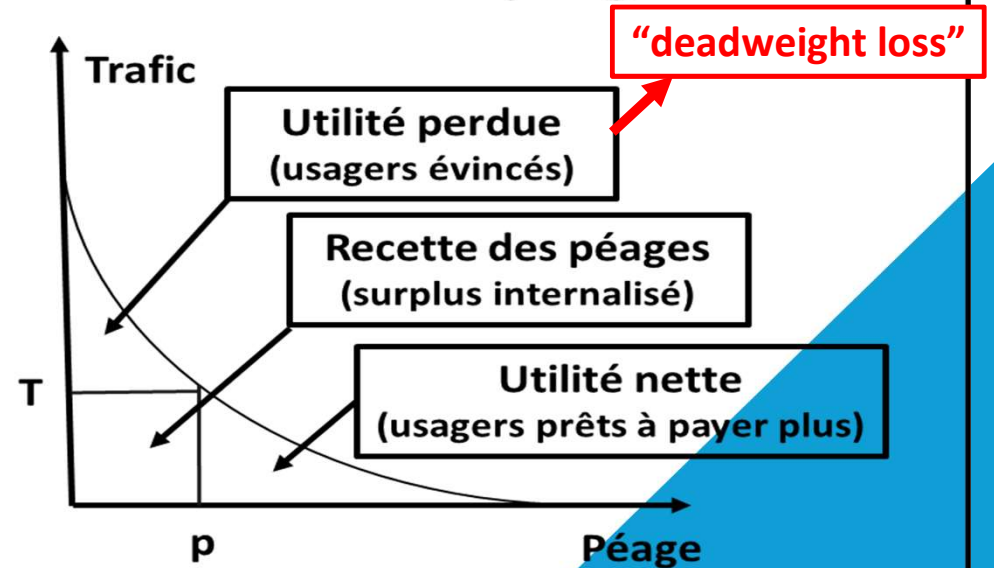 “deadweight loss”
Trafic
Utilité perdue
(usagers évincés)
Recette des péages
(surplus internalisé)
Utilité nette
(usagers prêts à payer plus)
T
p
Péage